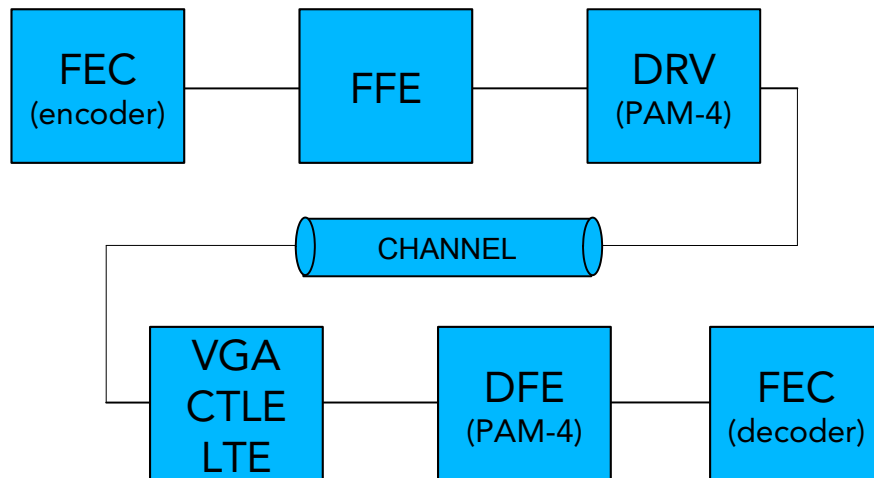 FEC
(encoder)
FFE
DRV
(PAM-4)
CHANNEL
VGA
CTLE
LTE
DFE
(PAM-4)
FEC
(decoder)